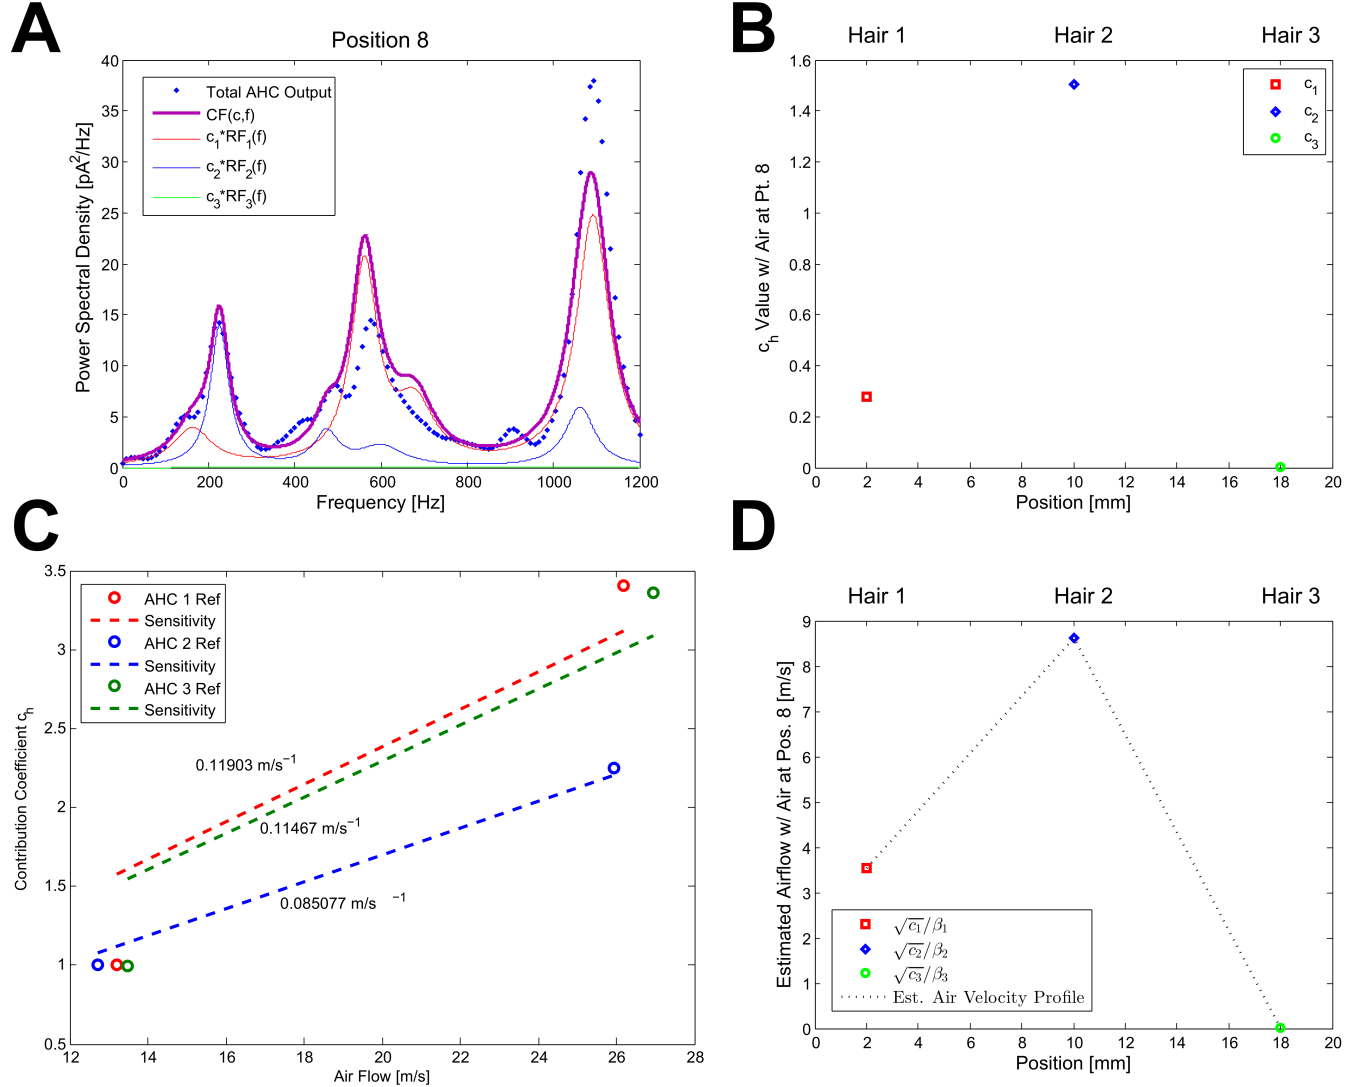 A
Position 8
Power Spectral Density [pA²/Hz]
40
35
30
25
20
15
10
5
0
Total AHC Output
CF(c,f)
c₁*RF₁(f)
c₂*RF₂(f)
c₃*RF₃(f)
0 200 400 600 800 1000 1200
Frequency [Hz]
B
Hair 1 Hair 2 Hair 3
cₕ Value w/ Air at Pt. 8
1.6
1.4
1.2
1
0.8
0.6
0.4
0.2
0
c₁
c₂
c₃
0 2 4 6 8 10 12 14 16 18 20
Position [mm]
C
Contribution Coefficient cₕ
3.5
3
2.5
2
1.5
1
0.5
AHC 1 Ref
Sensitivity
AHC 2 Ref
Sensitivity
AHC 3 Ref
Sensitivity
0.11903 m/s⁻¹
0.11467 m/s⁻¹
0.085077 m/s ⁻¹
12 14 16 18 20 22 24 26 28
Air Flow [m/s]
D
Hair 1 Hair 2 Hair 3
Estimated Airflow w/ Air at Pos. 8 [m/s]
9
8
7
6
5
4
3
2
1
0
√c₁/β₁
√c₂/β₂
√c₃/β₃
Est. Air Velocity Profile
0 2 4 6 8 10 12 14 16 18 20
Position [mm]